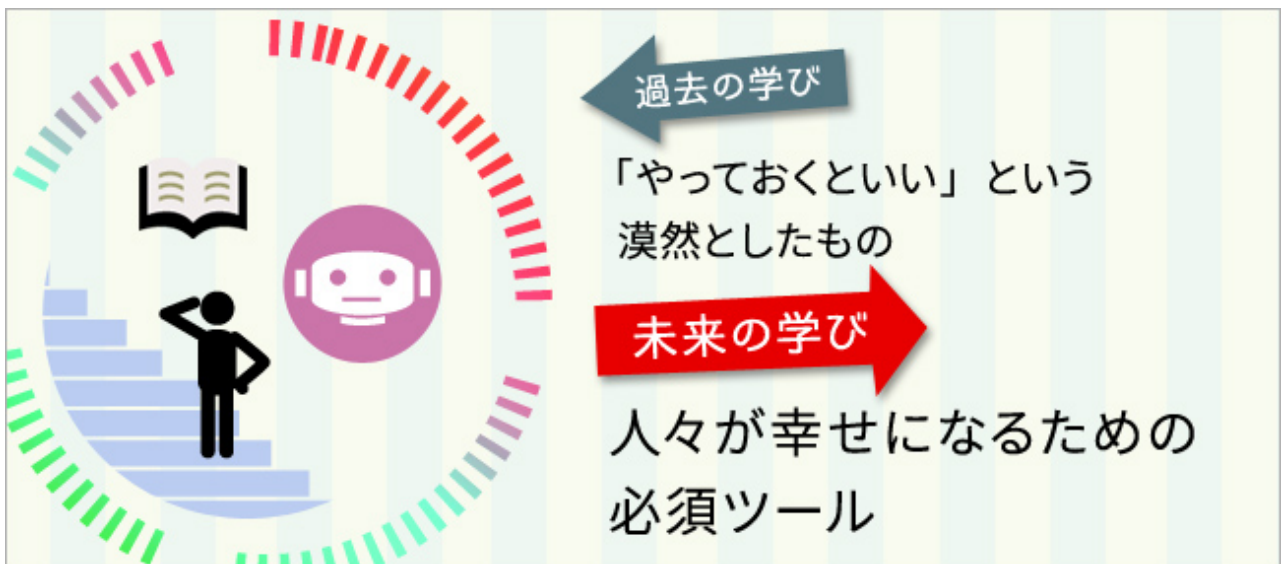 過去の学び
「やっておくといい」という
漠然としたもの
未来の学び
人々が幸せになるための
必須ツール